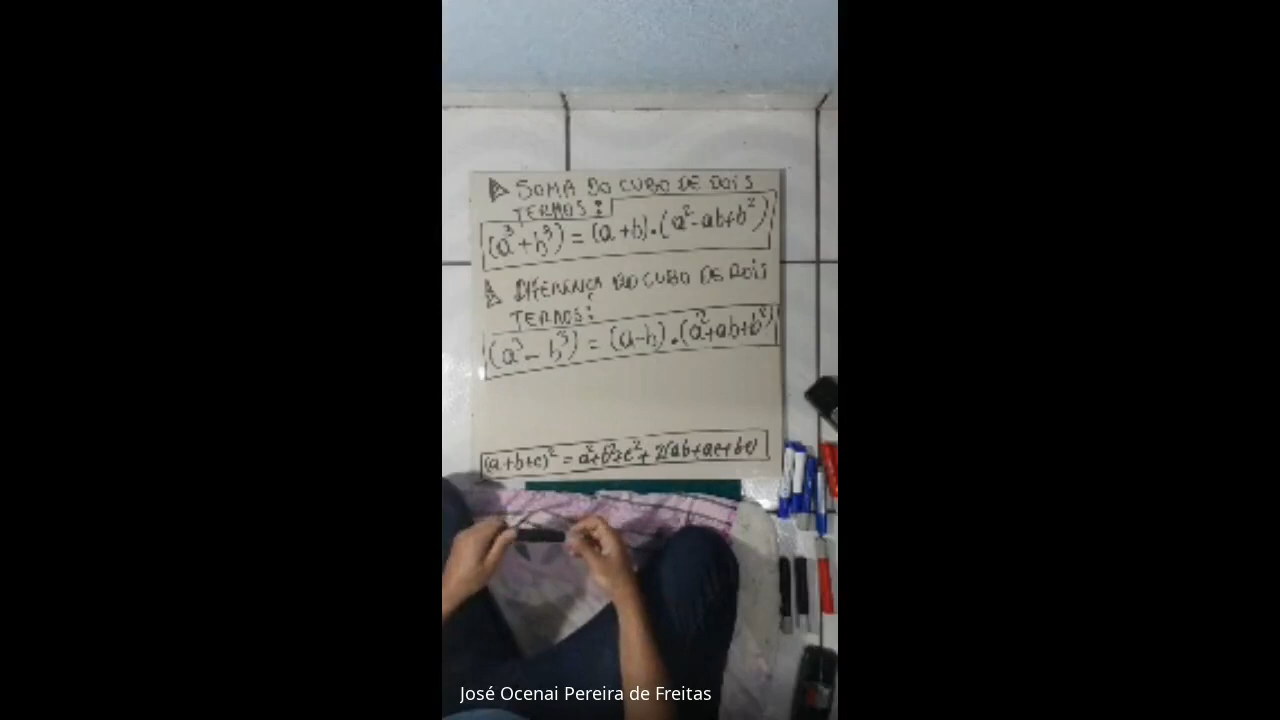 SOMA DO CUBO DE DOIS
TERMOS:
(a³+b³) = (a+b).(a²-ab+b²)
DIFERENÇA DO CUBO DE DOIS
TERMOS:
(a³-b³) = (a-b).(a²+ab+b²)
(a+b+c)² = a²+b²+c²+2(ab+ac+bc)
José Ocenai Pereira de Freitas